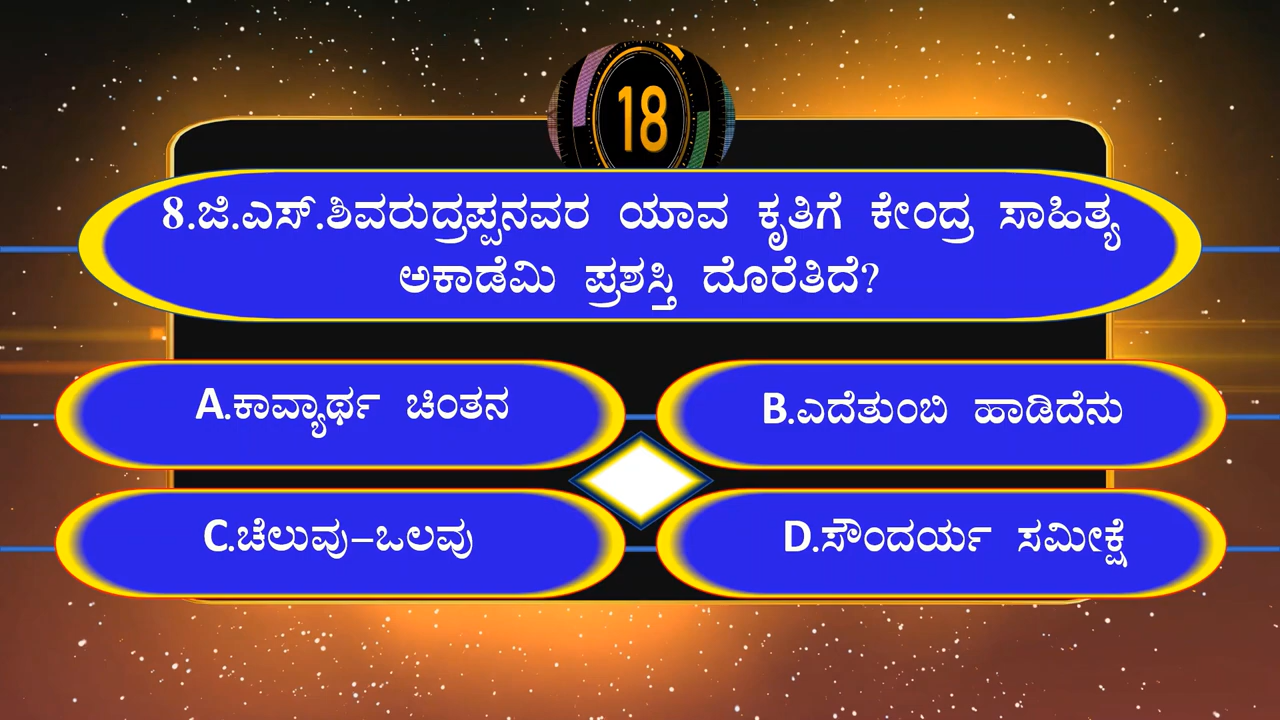 18
8.ಜಿ.ಎಸ್.ಶಿವರುದ್ರಪ್ಪನವರ ಯಾವ ಕೃತಿಗೆ ಕೇಂದ್ರ ಸಾಹಿತ್ಯ
ಅಕಾಡೆಮಿ ಪ್ರಶಸ್ತಿ ದೊರೆತಿದೆ?
A.ಕಾವ್ಯಾರ್ಥ ಚಿಂತನ
B.ಎದೆತುಂಬಿ ಹಾಡಿದೆನು
C.ಚೆಲುವು-ಒಲವು
D.ಸೌಂದರ್ಯ ಸಮೀಕ್ಷೆ